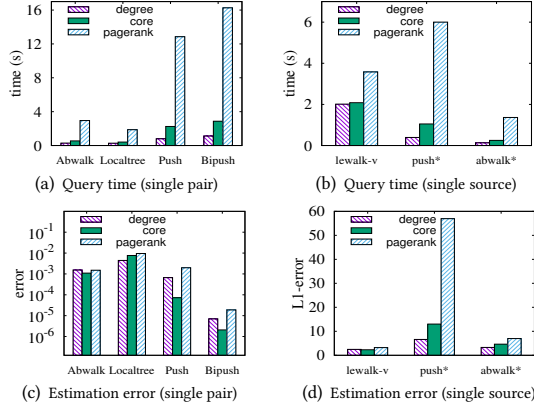 degree
core
pagerank
16
12
8
4
0
time (s)
Abwalk Localtree Push Bipush
(a) Query time (single pair)
degree
core
pagerank
6
4
2
0
time (s)
lewalk-v push* abwalk*
(b) Query time (single source)
degree
core
pagerank
10-1
10-2
10-3
10-4
10-5
10-6
error
Abwalk Localtree Push Bipush
(c) Estimation error (single pair)
degree
core
pagerank
60
50
40
30
20
10
0
L1-error
lewalk-v push* abwalk*
(d) Estimation error (single source)